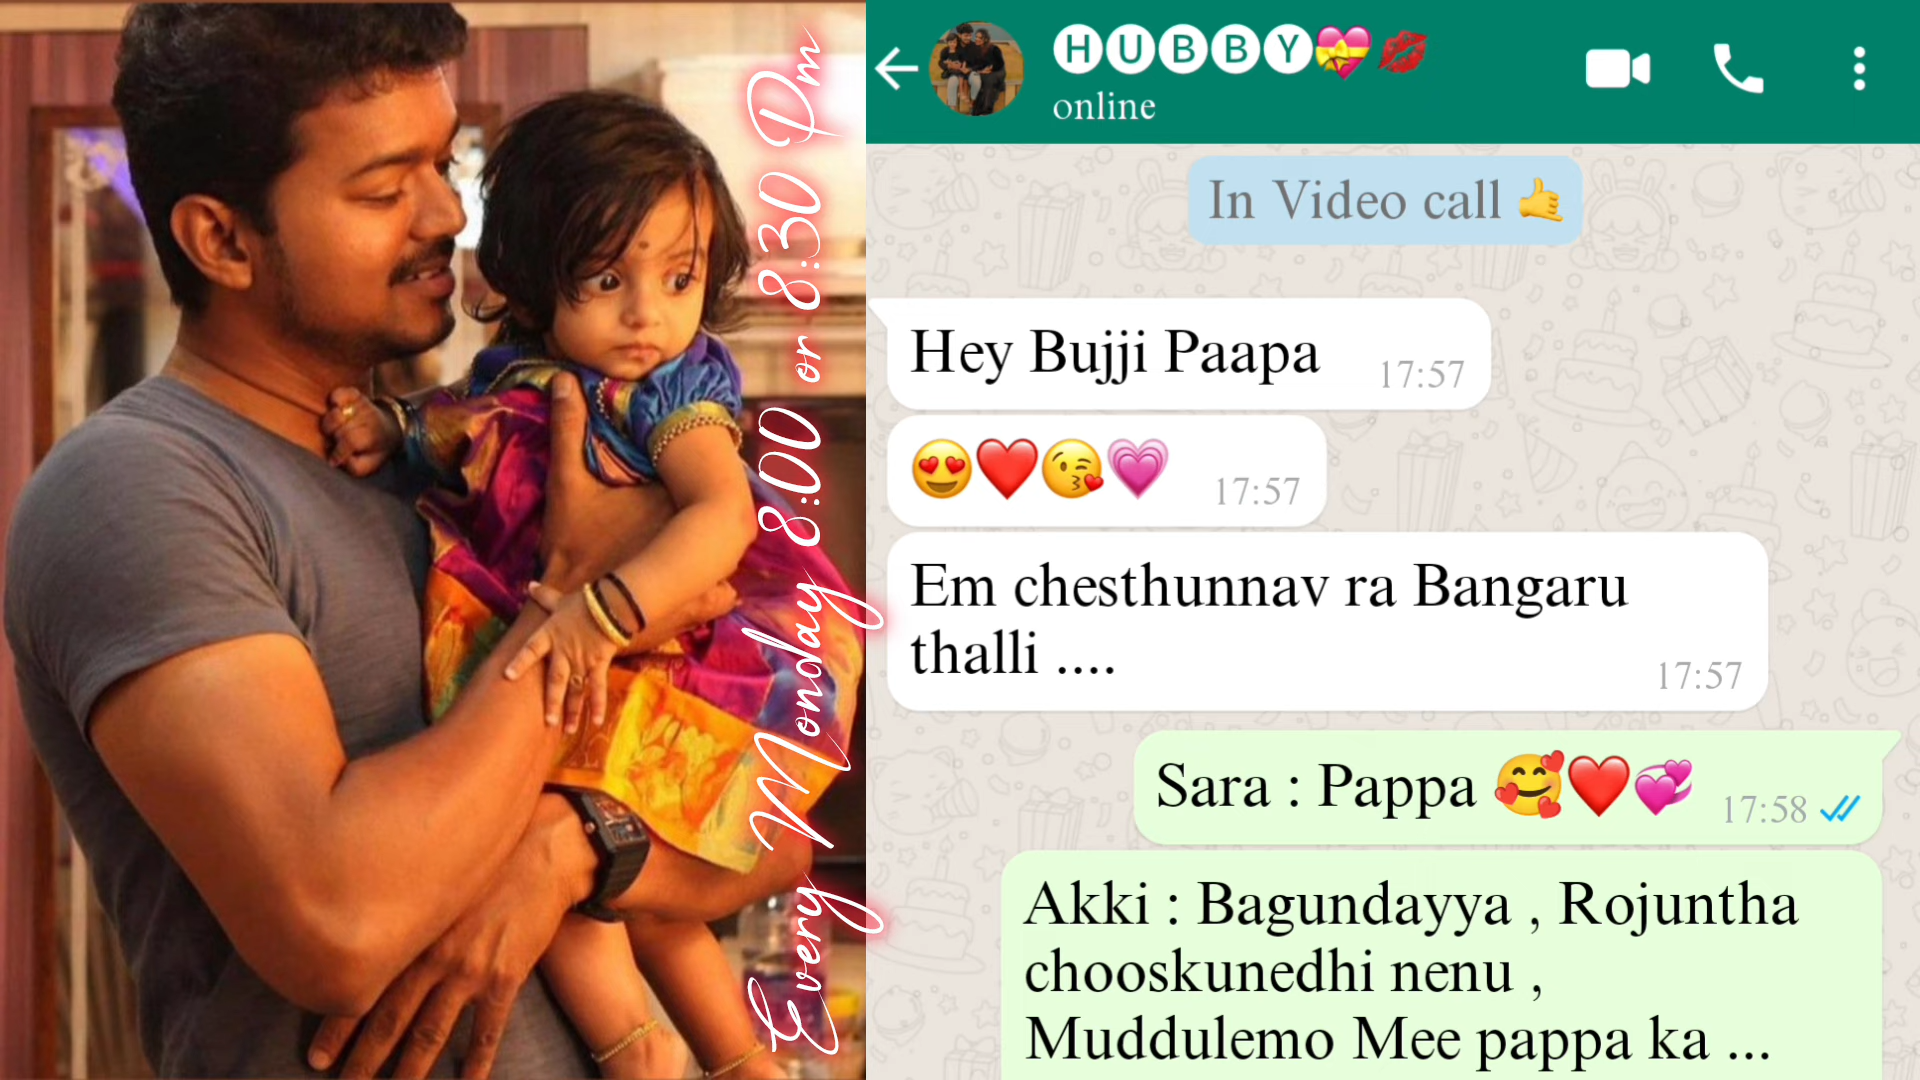 Every Monday 8:00 or 8:30 Pm
🅗🅤🅑🅑🅨💝💋
online
In Video call 🤙
Hey Bujji Paapa 17:57
😍❤️😘💗 17:57
Em chesthunnav ra Bangaru
thalli .... 17:57
Sara : Pappa 🥰❤️💞 17:58
Akki : Bagundayya , Rojuntha
chooskunedhi nenu ,
Muddulemo Mee pappa ka ...